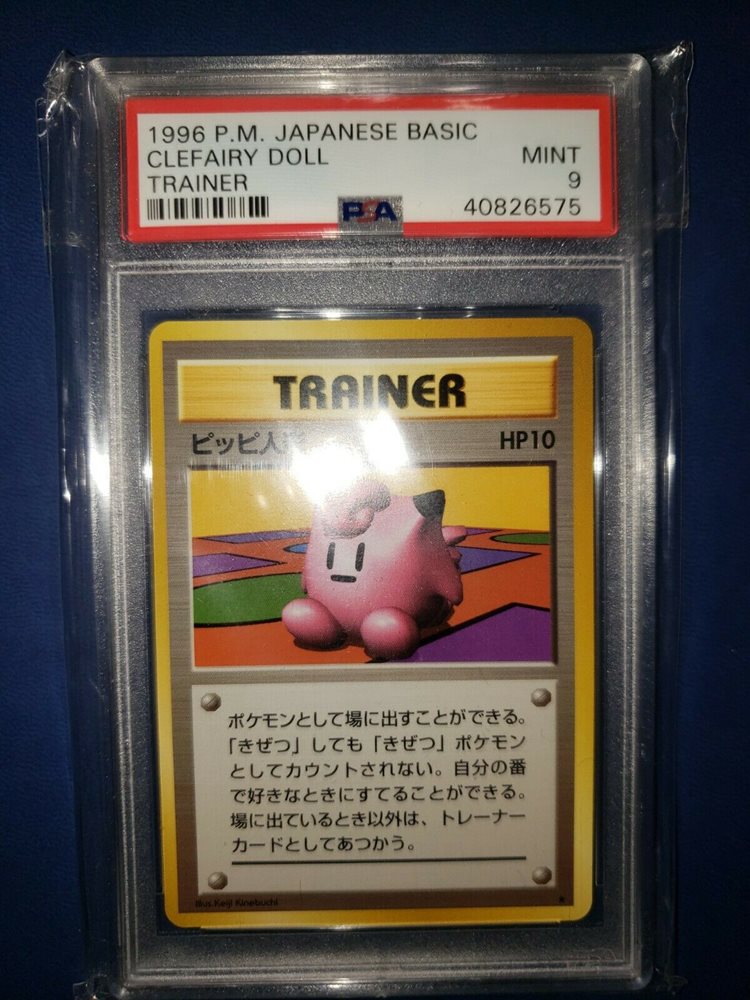 1996 P.M. JAPANESE BASIC
CLEFAIRY DOLL MINT
TRAINER 9
PSA 40826575
TRAINER
ピッピ人 HP10
ポケモンとして場に出すことができる。
「きぜつ」しても「きぜつ」ポケモン
としてカウントされない。自分の番
で好きなときにすてることができる。
場に出ているとき以外は、トレーナー
カードとしてあつかう。
Illus. Keiji Kinebuchi ★